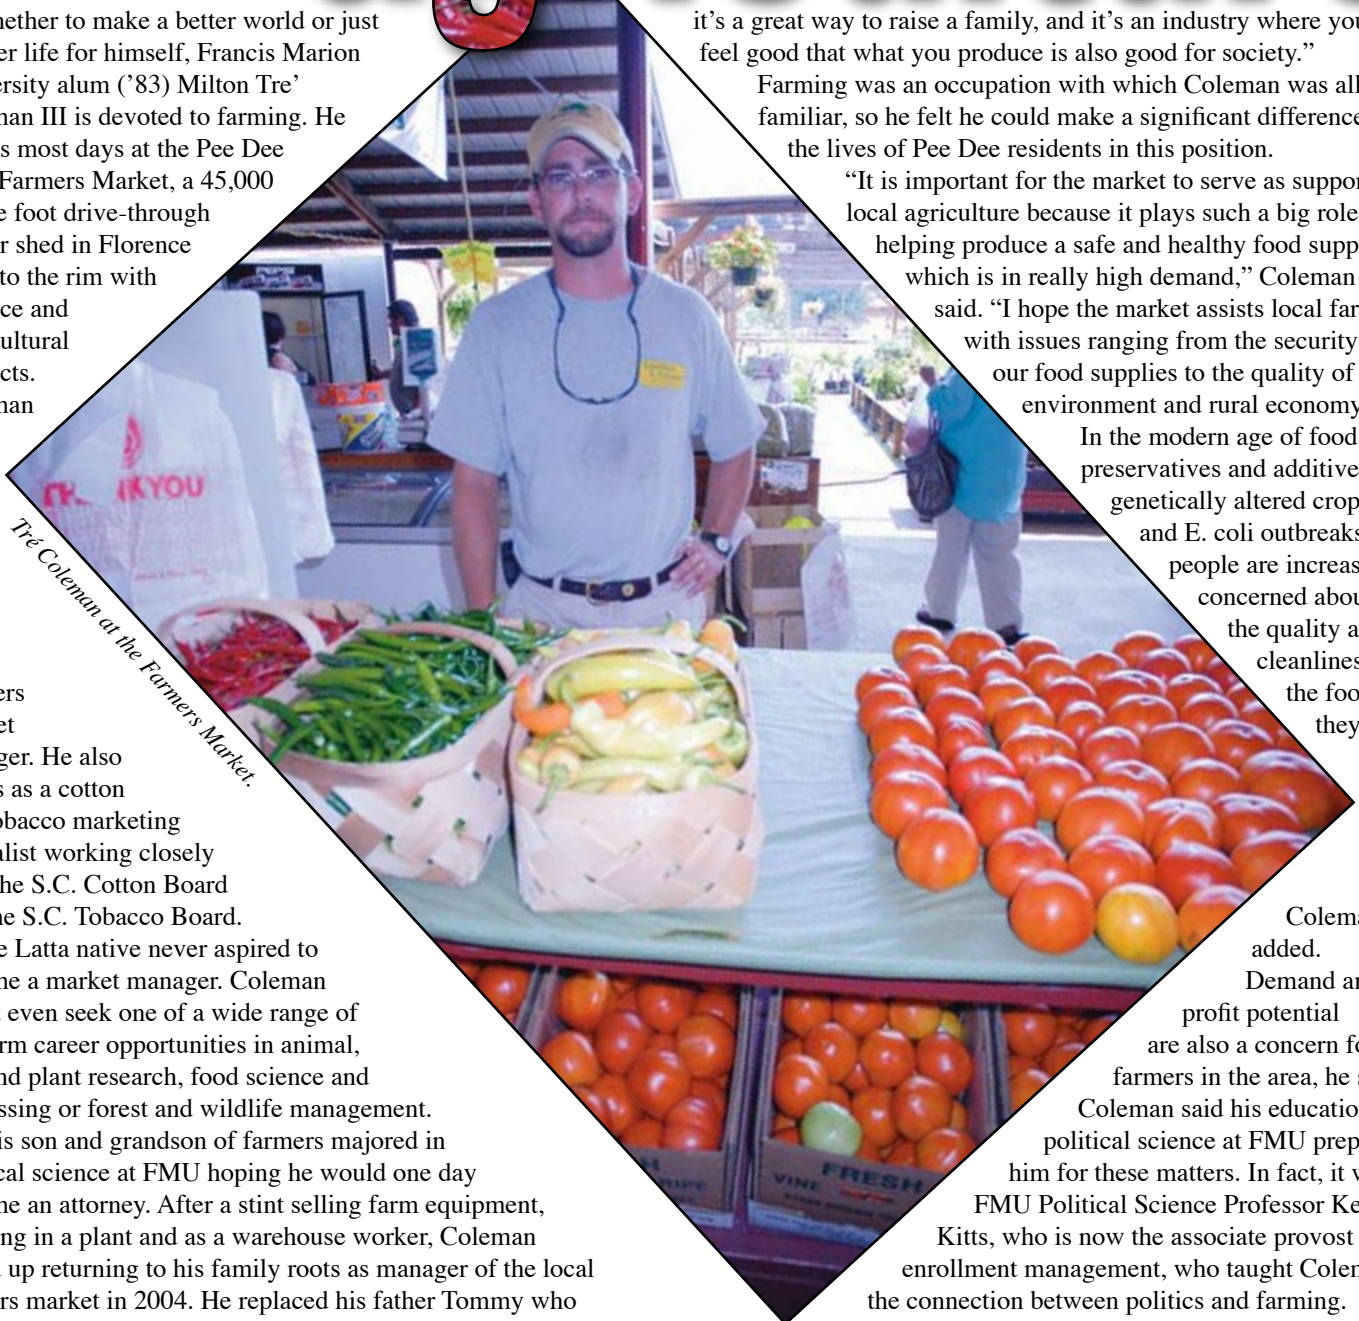 hether to make a better world or just
er life for himself, Francis Marion
ersity alum (’83) Milton Tre’
nan III is devoted to farming. He
s most days at the Pee Dee
Farmers Market, a 45,000
e foot drive-through
r shed in Florence
to the rim with
ce and
ultural
cts.
nan
ers
et
ger. He also
s as a cotton
obacco marketing
alist working closely
he S.C. Cotton Board
ne S.C. Tobacco Board.
e Latta native never aspired to
ne a market manager. Coleman
t even seek one of a wide range of
rm career opportunities in animal,
nd plant research, food science and
ssing or forest and wildlife management.
is son and grandson of farmers majored in
cal science at FMU hoping he would one day
ne an attorney. After a stint selling farm equipment,
ng in a plant and as a warehouse worker, Coleman
up returning to his family roots as manager of the local
rs market in 2004. He replaced his father Tommy who
Tré Coleman at the Farmers Market.
THANK YOU
RIPE
VINE
FRESH
it’s a great way to raise a family, and it’s an industry where you
feel good that what you produce is also good for society.”
Farming was an occupation with which Coleman was all
familiar, so he felt he could make a significant difference
the lives of Pee Dee residents in this position.
“It is important for the market to serve as suppor
local agriculture because it plays such a big role
helping produce a safe and healthy food supp
which is in really high demand,” Coleman
said. “I hope the market assists local far
with issues ranging from the security
our food supplies to the quality of
environment and rural economy
In the modern age of food
preservatives and additive
genetically altered crop
and E. coli outbreaks
people are increas
concerned abou
the quality a
cleanlines
the foo
they
Colema
added.
Demand an
profit potential
are also a concern fo
farmers in the area, he s
Coleman said his educatio
political science at FMU prep
him for these matters. In fact, it w
FMU Political Science Professor Ke
Kitts, who is now the associate provost
enrollment management, who taught Colem
the connection between politics and farming.